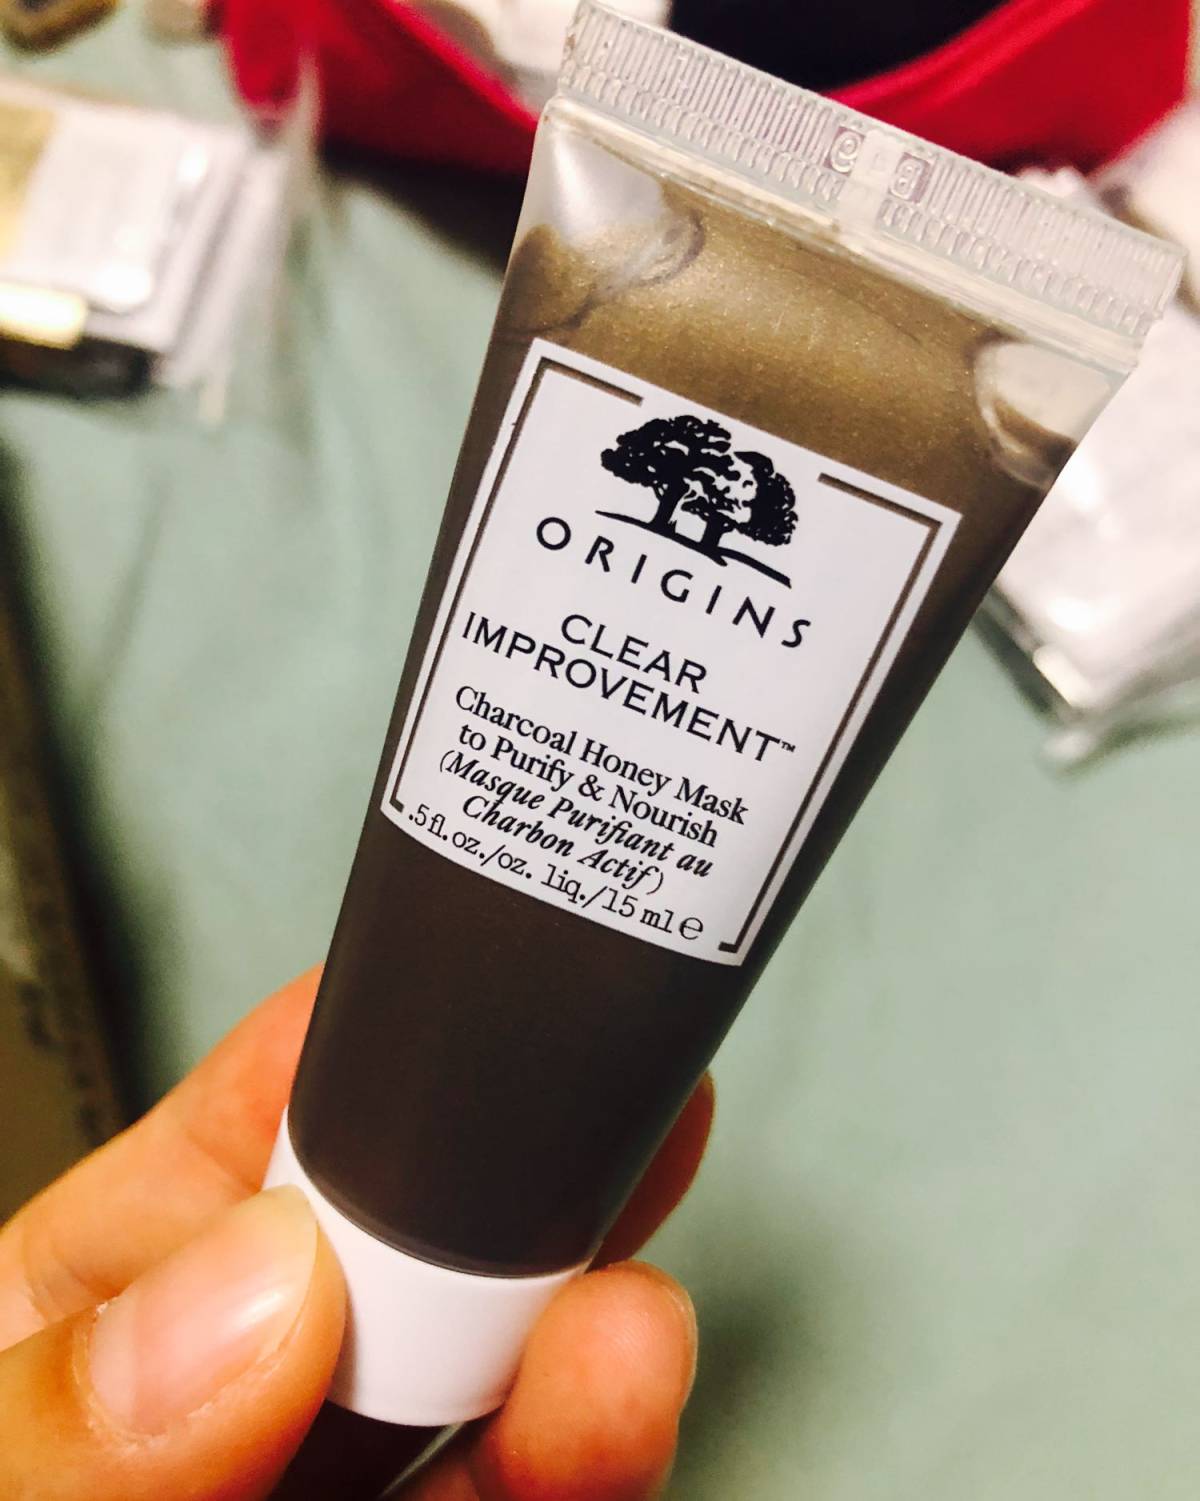 ORIGINS
CLEAR
IMPROVEMENT™
Charcoal Honey Mask
to Purify & Nourish
(Masque Purifiant au
Charbon Actif)
.5 fl. oz./oz. liq./15 ml ℮